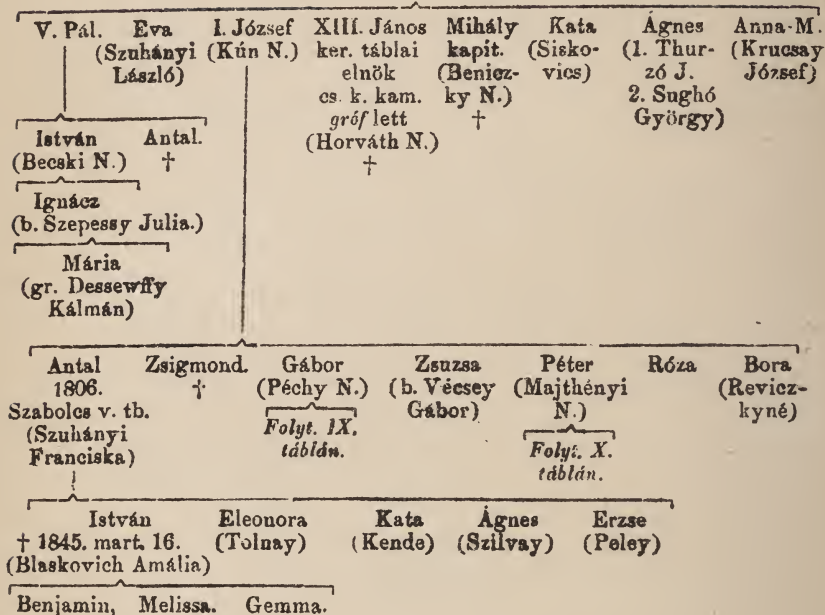 V. Pál. Eva I. József XIII. János Mihály Kata Ágnes Anna-M.
(Szuhányi (Kún N.) ker. táblai kapit. (Sisko- (1. Thur- (Krucsay
László) elnök (Benicz- vics) zó J. József)
cs. k. kam. ky N.) 2. Sughó
gróf lett † György)
(Horváth N.)
†
István Antal.
(Becski N.) †
Ignácz
(b. Szepessy Julia.)
Mária
(gr. Dessewffy
Kálmán)
Antal Zsigmond. Gábor Zsuzsa Péter Róza Bora
1806. † (Péchy N.) (b. Vécsey (Majthényi (Revicz-
Szabolcs v. tb. Gábor) N.) kyné)
(Szuhányi Folyt. IX. Folyt. X.
Franciska) táblán. táblán.
István Eleonora Kata Ágnes Erzse
† 1845. mart. 16. (Tolnay) (Kende) (Szilvay) (Peley)
(Blaskovich Amália)
Benjamin, Melissa. Gemma.